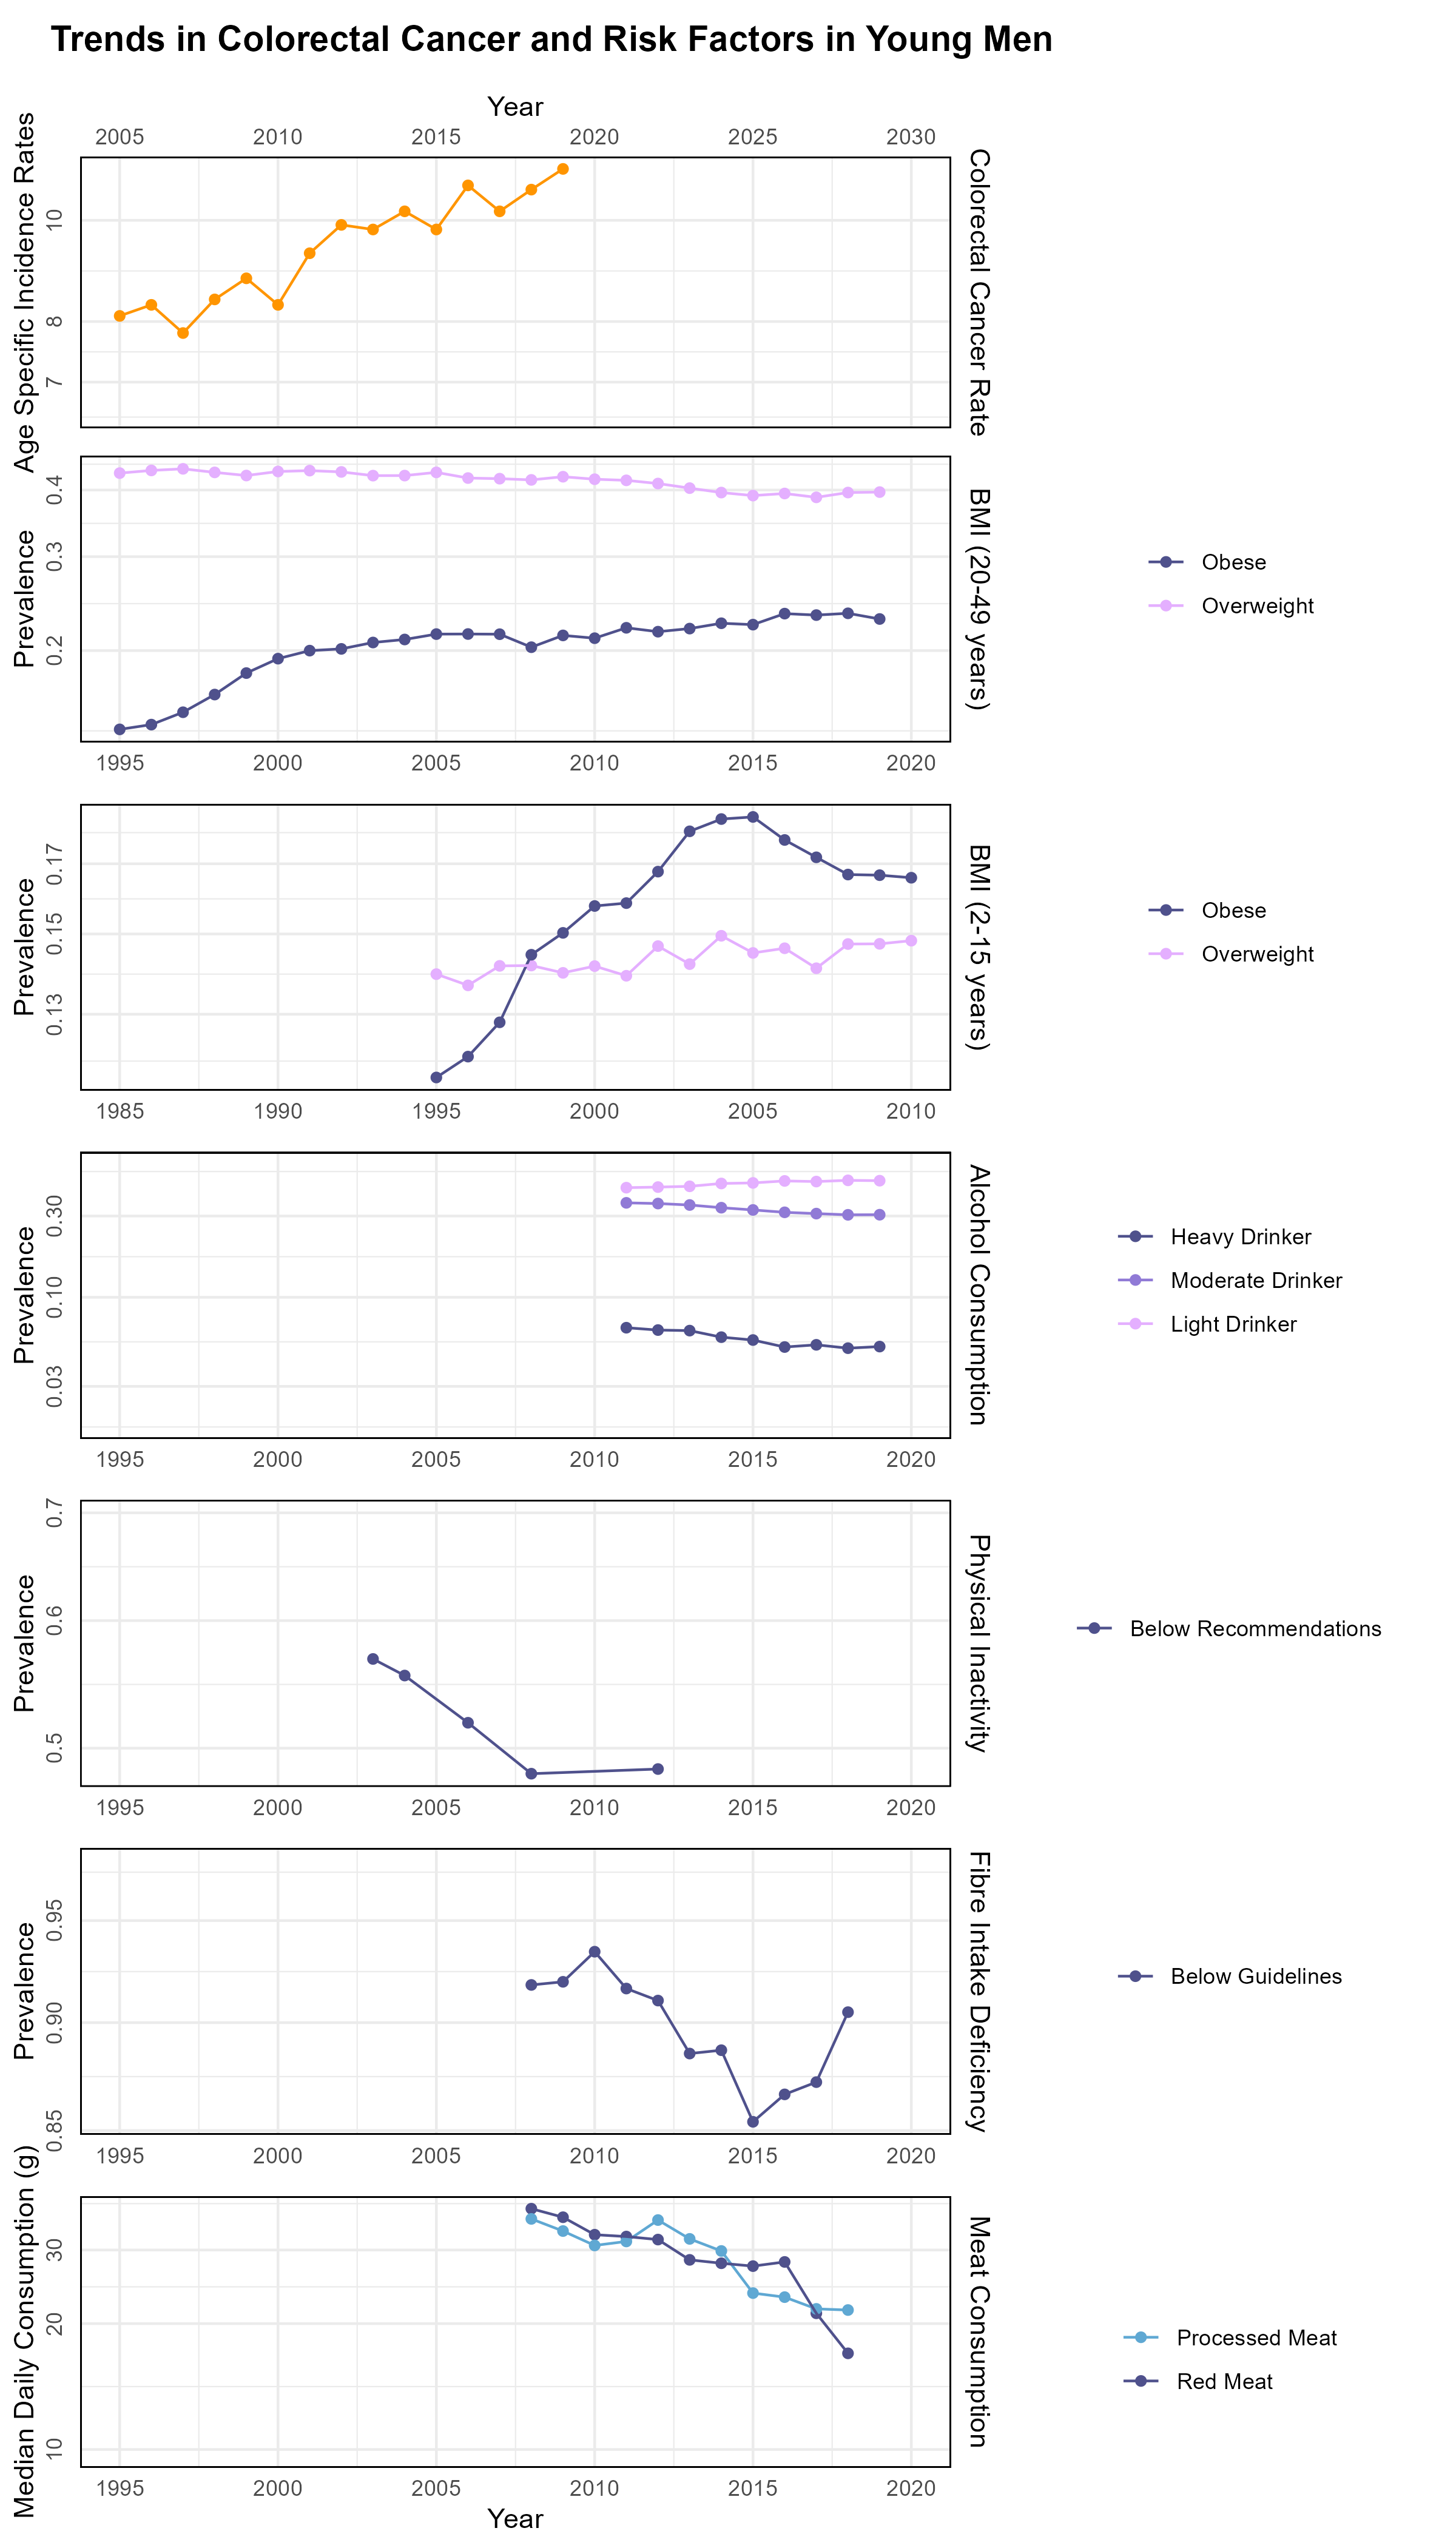 Trends in Colorectal Cancer and Risk Factors in Young Men
Year
2005 2010 2015 2020 2025 2030
Age Specific Incidence Rates
10
8
7
Colorectal Cancer Rate
Prevalence
0.4
0.3
0.2
BMI (20-49 years)
Obese
Overweight
1995 2000 2005 2010 2015 2020
Prevalence
0.17
0.15
0.13
BMI (2-15 years)
Obese
Overweight
1985 1990 1995 2000 2005 2010
Prevalence
0.30
0.10
0.03
Alcohol Consumption
Heavy Drinker
Moderate Drinker
Light Drinker
1995 2000 2005 2010 2015 2020
Prevalence
0.7
0.6
0.5
Physical Inactivity
Below Recommendations
1995 2000 2005 2010 2015 2020
Prevalence
0.95
0.90
0.85
Fibre Intake Deficiency
Below Guidelines
1995 2000 2005 2010 2015 2020
Median Daily Consumption (g)
30
20
10
Meat Consumption
Processed Meat
Red Meat
1995 2000 2005 2010 2015 2020
Year